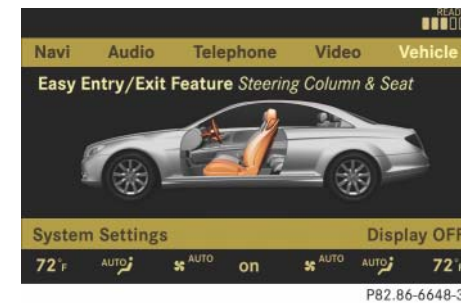 READY
Navi Audio Telephone Video Vehicle
Easy Entry/Exit Feature Steering Column & Seat
System Settings Display OFF
72°F AUTO AUTO on AUTO AUTO 72°F
P82.86-6648-3